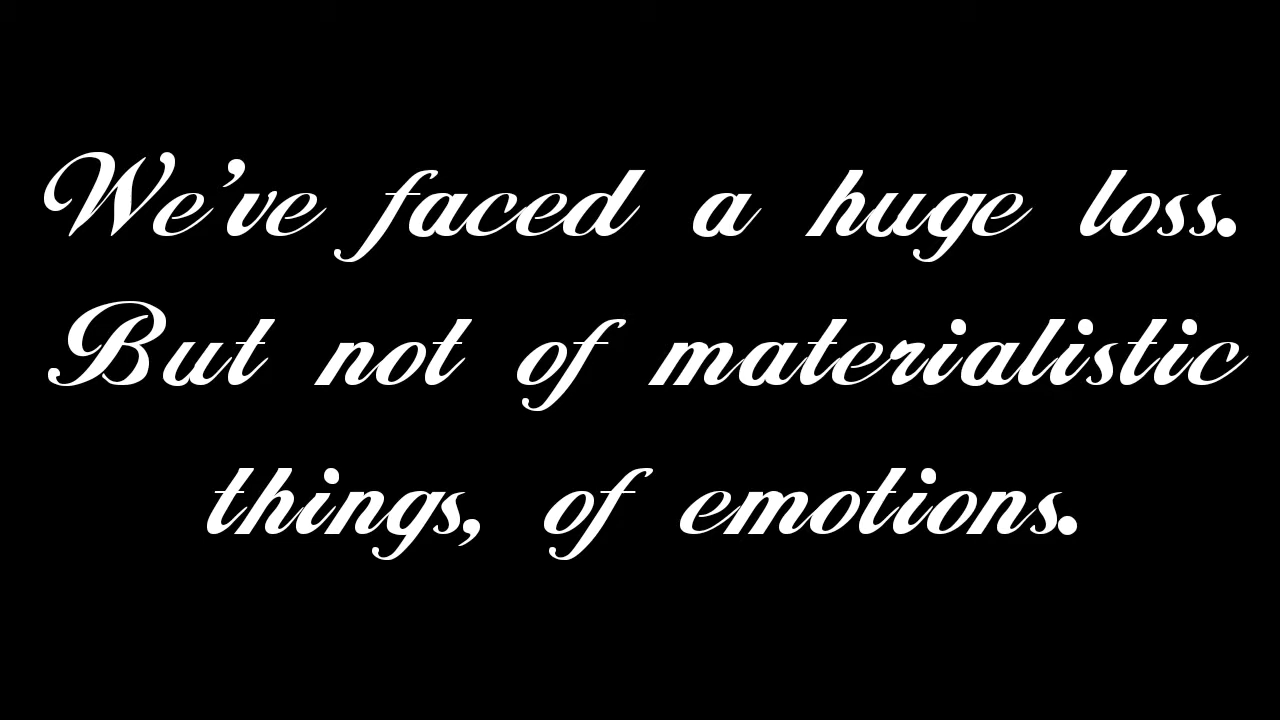 We've faced a huge loss.
But not of materialistic
things, of emotions.